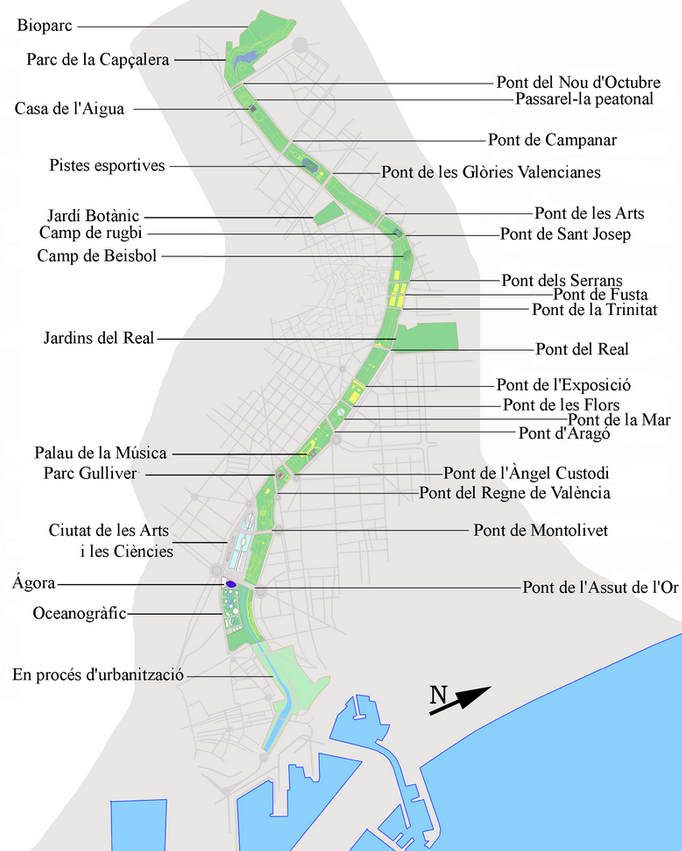 Bioparc
Parc de la Capçalera
Pont del Nou d'Octubre
Passarel-la peatonal
Casa de l'Aigua
Pont de Campanar
Pistes esportives
Pont de les Glòries Valencianes
Jardí Botànic
Pont de les Arts
Camp de rugbi
Pont de Sant Josep
Camp de Beisbol
Pont dels Serrans
Pont de Fusta
Pont de la Trinitat
Jardins del Real
Pont del Real
Pont de l'Exposició
Pont de les Flors
Pont de la Mar
Pont d'Aragó
Palau de la Música
Parc Gulliver
Pont de l'Àngel Custodi
Pont del Regne de València
Ciutat de les Arts
i les Ciències
Pont de Montolivet
Ágora
Pont de l'Assut de l'Or
Oceanogràfic
En procés d'urbanització
N